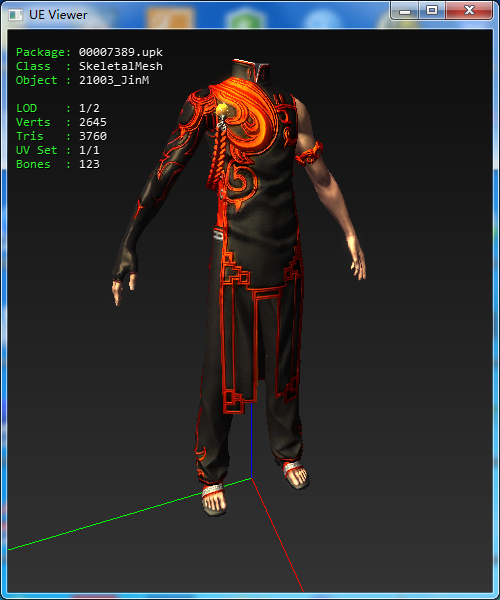 UE Viewer
Package: 00007389.upk
Class : SkeletalMesh
Object : 21003_JinM
LOD : 1/2
Verts : 2645
Tris : 3760
UV Set : 1/1
Bones : 123